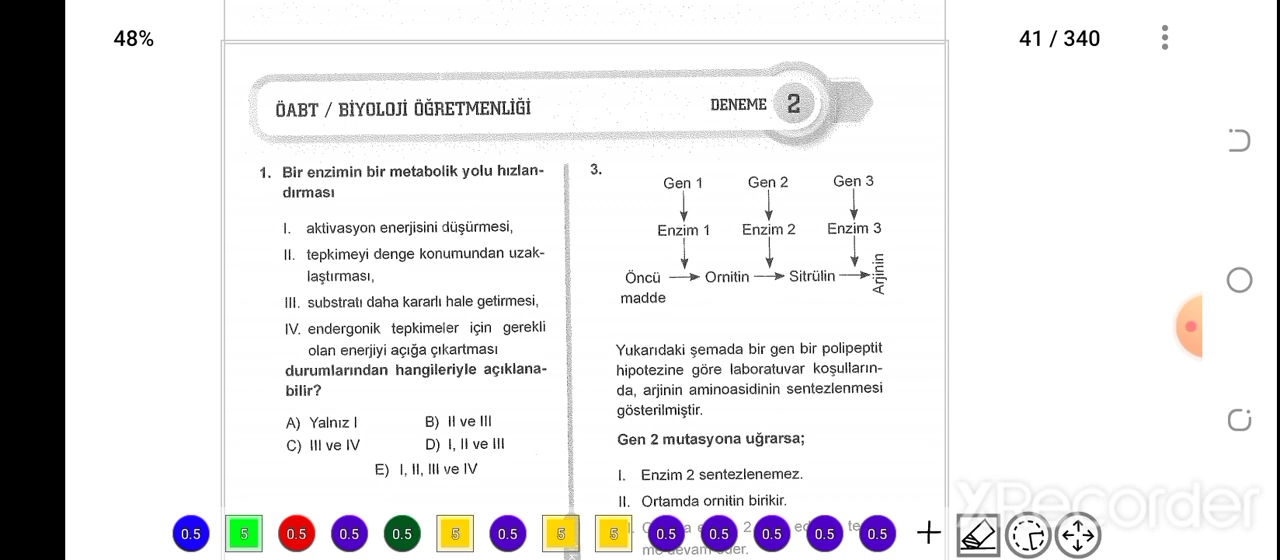 48%
41 / 340
ÖABT / BİYOLOJİ ÖĞRETMENLİĞİ
DENEME 2
1. Bir enzimin bir metabolik yolu hızlan-
dırması
I. aktivasyon enerjisini düşürmesi,
II. tepkimeyi denge konumundan uzak-
laştırması,
III. substratı daha kararlı hale getirmesi,
IV. endergonik tepkimeler için gerekli
olan enerjiyi açığa çıkartması
durumlarından hangileriyle açıklana-
bilir?
A) Yalnız I B) II ve III
C) III ve IV D) I, II ve III
E) I, II, III ve IV
3.
Gen 1 Gen 2 Gen 3
Enzim 1 Enzim 2 Enzim 3
Öncü madde Ornitin Sitrülin Arjinin
Yukarıdaki şemada bir gen bir polipeptit
hipotezine göre laboratuvar koşulların-
da, arjinin aminoasidinin sentezlenmesi
gösterilmiştir.
Gen 2 mutasyona uğrarsa;
I. Enzim 2 sentezlenemez.
II. Ortamda ornitin birikir.
devam eder.
0.5 5 0.5 0.5 0.5 5 0.5 5 5 0.5 0.5 0.5 0.5 0.5
XRecorder